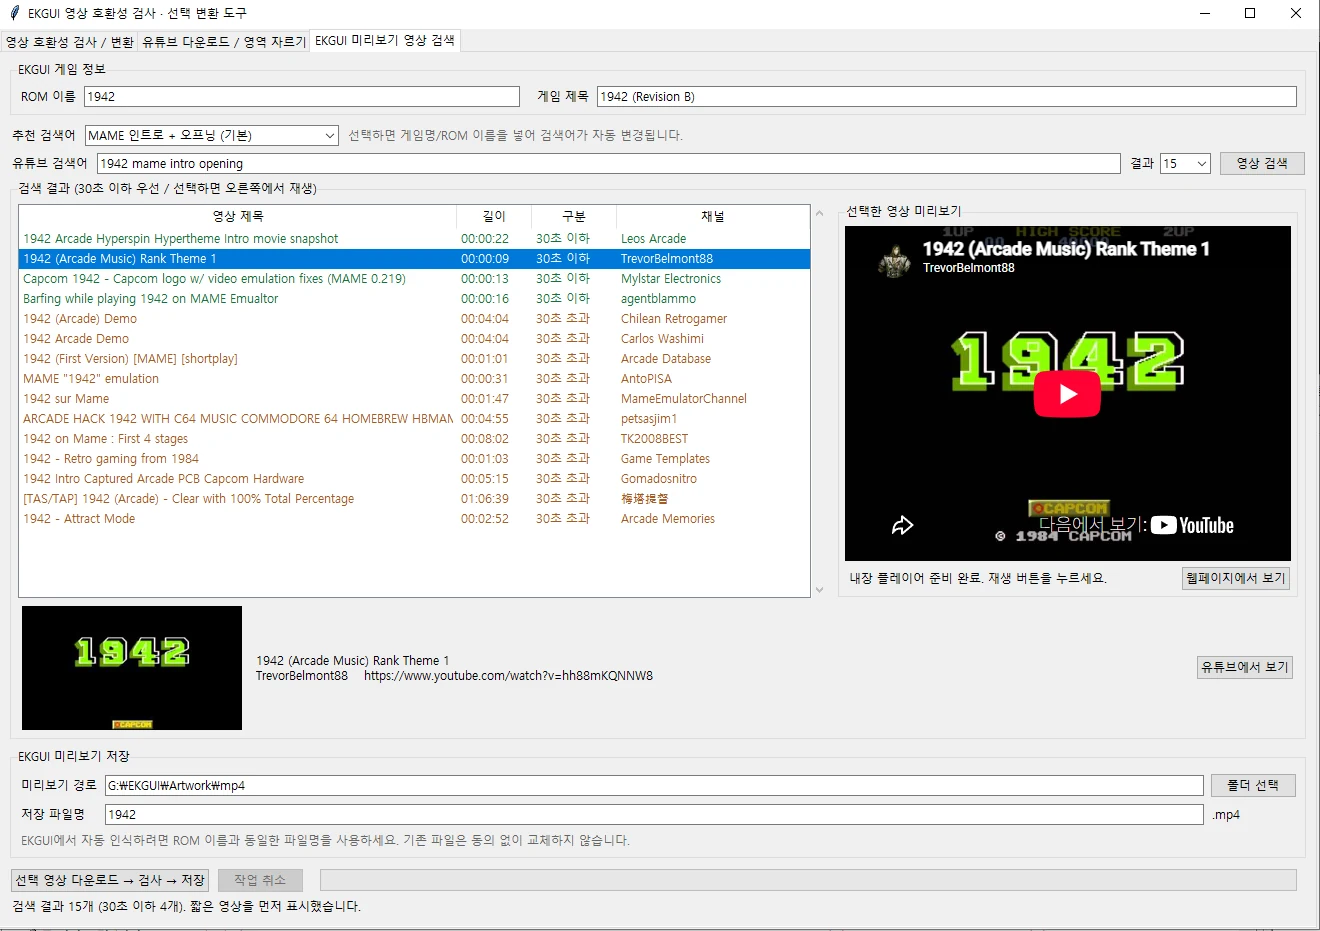 EKGUI 영상 호환성 검사 · 선택 변환 도구
영상 호환성 검사 / 변환 유튜브 다운로드 / 영역 자르기 EKGUI 미리보기 영상 검색
EKGUI 게임 정보
ROM 이름 1942 게임 제목 1942 (Revision B)
추천 검색어 MAME 인트로 + 오프닝 (기본) 선택하면 게임명/ROM 이름을 넣어 검색어가 자동 변경됩니다.
유튜브 검색어 1942 mame intro opening 결과 15 영상 검색
검색 결과 (30초 이하 우선 / 선택하면 오른쪽에서 재생)
영상 제목 길이 구분 채널
1942 Arcade Hyperspin Hypertheme Intro movie snapshot 00:00:22 30초 이하 Leos Arcade
1942 (Arcade Music) Rank Theme 1 00:00:09 30초 이하 TrevorBelmont88
Capcom 1942 - Capcom logo w/ video emulation fixes (MAME 0.219) 00:00:13 30초 이하 Mylstar Electronics
Barfing while playing 1942 on MAME Emualtor 00:00:16 30초 이하 agentblammo
1942 (Arcade) Demo 00:04:04 30초 초과 Chilean Retrogamer
1942 Arcade Demo 00:04:04 30초 초과 Carlos Washimi
1942 (First Version) [MAME] [shortplay] 00:01:01 30초 초과 Arcade Database
MAME "1942" emulation 00:00:31 30초 초과 AntoPISA
1942 sur Mame 00:01:47 30초 초과 MameEmulatorChannel
ARCADE HACK 1942 WITH C64 MUSIC COMMODORE 64 HOMEBREW HBMAM 00:04:55 30초 초과 petsasjim1
1942 on Mame : First 4 stages 00:08:02 30초 초과 TK2008BEST
1942 - Retro gaming from 1984 00:01:03 30초 초과 Game Templates
1942 Intro Captured Arcade PCB Capcom Hardware 00:05:15 30초 초과 Gomadosnitro
[TAS/TAP] 1942 (Arcade) - Clear with 100% Total Percentage 01:06:39 30초 초과 梅塔提督
1942 - Attract Mode 00:02:52 30초 초과 Arcade Memories
선택한 영상 미리보기
1UP HIGH SCORE 2UP
1942 (Arcade Music) Rank Theme 1
TrevorBelmont88
1942
CAPCOM
다음에서 보기: YouTube
© 1984 CAPCOM
내장 플레이어 준비 완료. 재생 버튼을 누르세요. 웹페이지에서 보기
1942
CAPCOM
1942 (Arcade Music) Rank Theme 1
TrevorBelmont88 https://www.youtube.com/watch?v=hh88mKQNNW8
유튜브에서 보기
EKGUI 미리보기 저장
미리보기 경로 G:₩EKGUI₩Artwork₩mp4 폴더 선택
저장 파일명 1942 .mp4
EKGUI에서 자동 인식하려면 ROM 이름과 동일한 파일명을 사용하세요. 기존 파일은 동의 없이 교체하지 않습니다.
선택 영상 다운로드 → 검사 → 저장 작업 취소
검색 결과 15개 (30초 이하 4개). 짧은 영상을 먼저 표시했습니다.